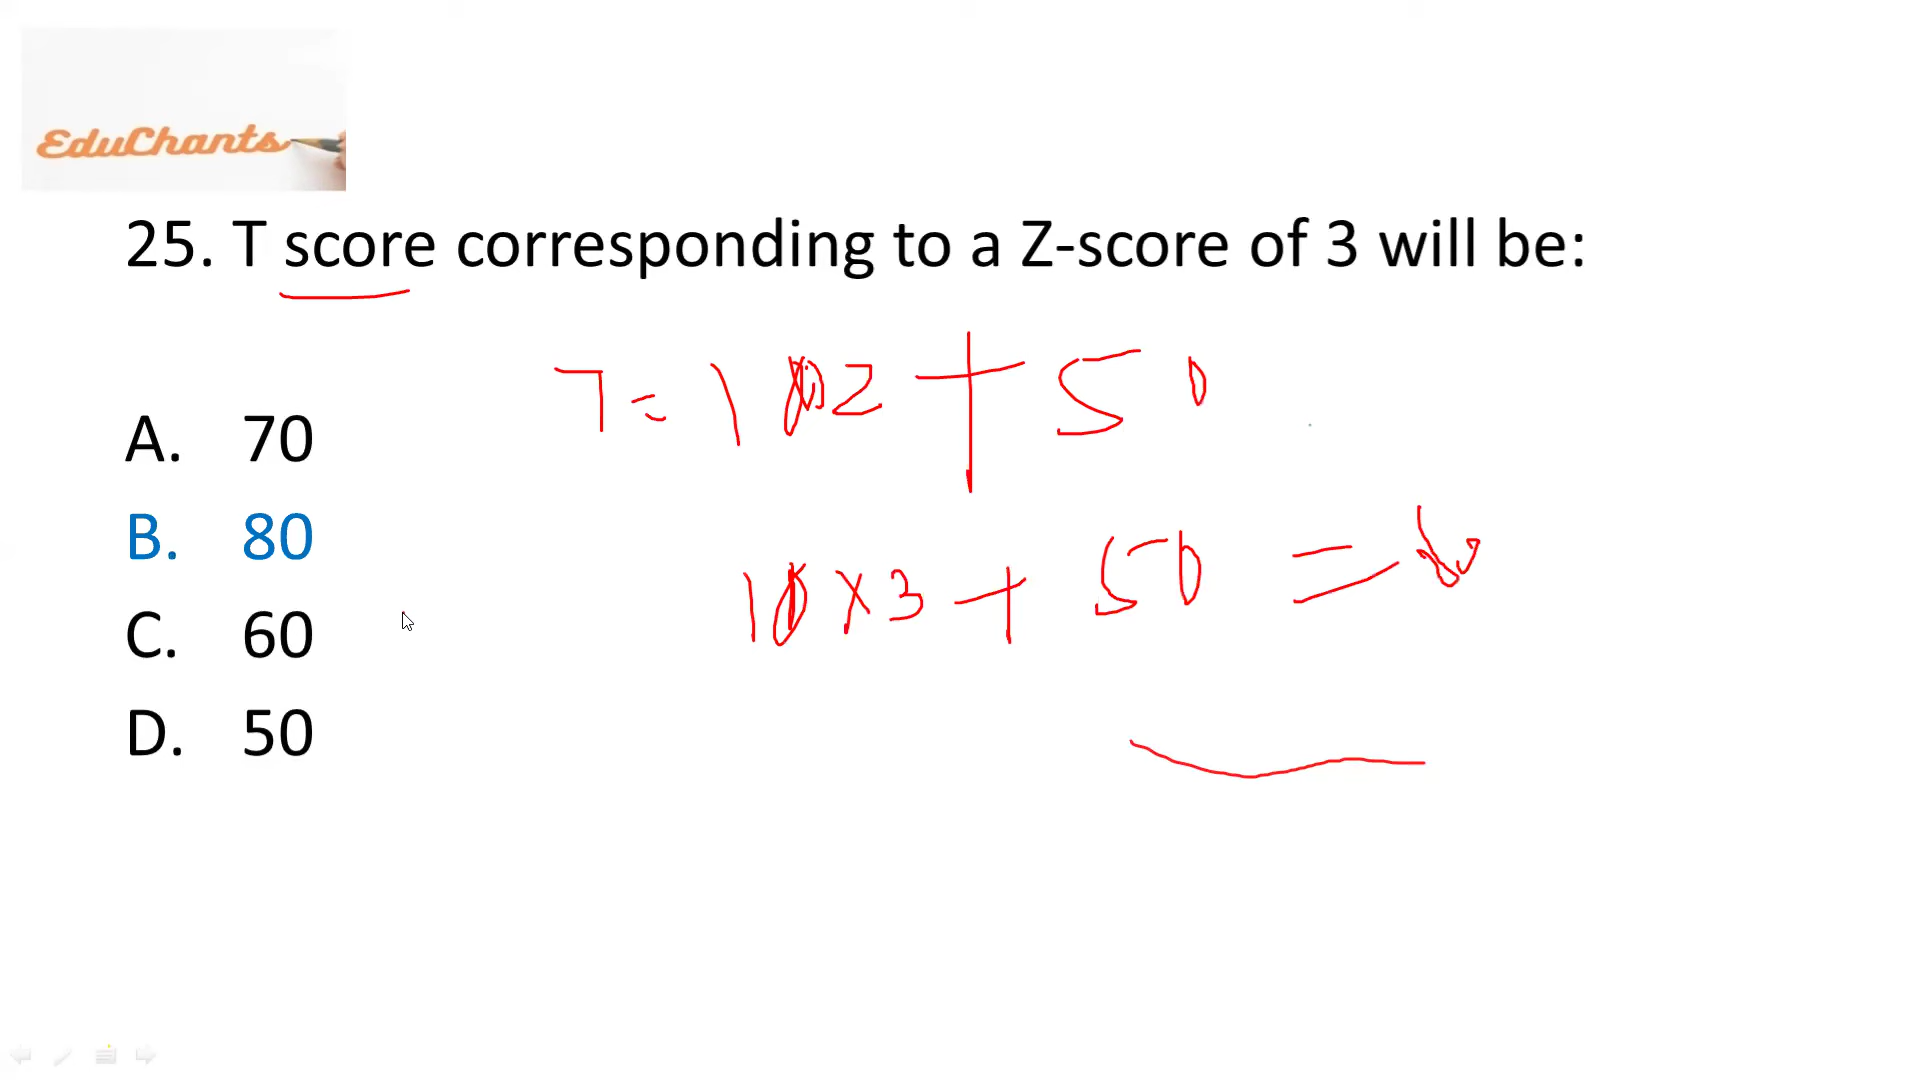 EduChants
25. T score corresponding to a Z-score of 3 will be:
T = 10Z + 50
A. 70
B. 80
10 x 3 + 50 =
C. 60
D. 50